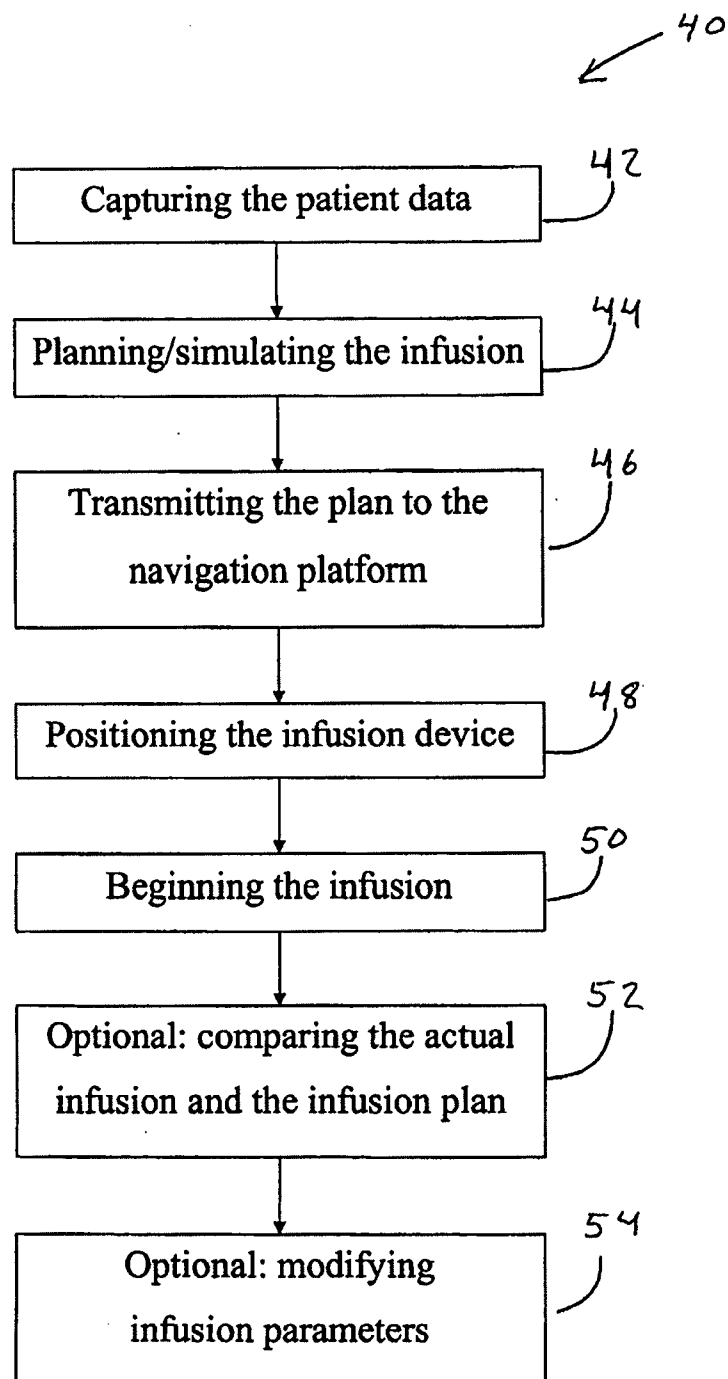 40
42
Capturing the patient data
44
Planning/simulating the infusion
46
Transmitting the plan to the
navigation platform
48
Positioning the infusion device
50
Beginning the infusion
52
Optional: comparing the actual
infusion and the infusion plan
54
Optional: modifying
infusion parameters